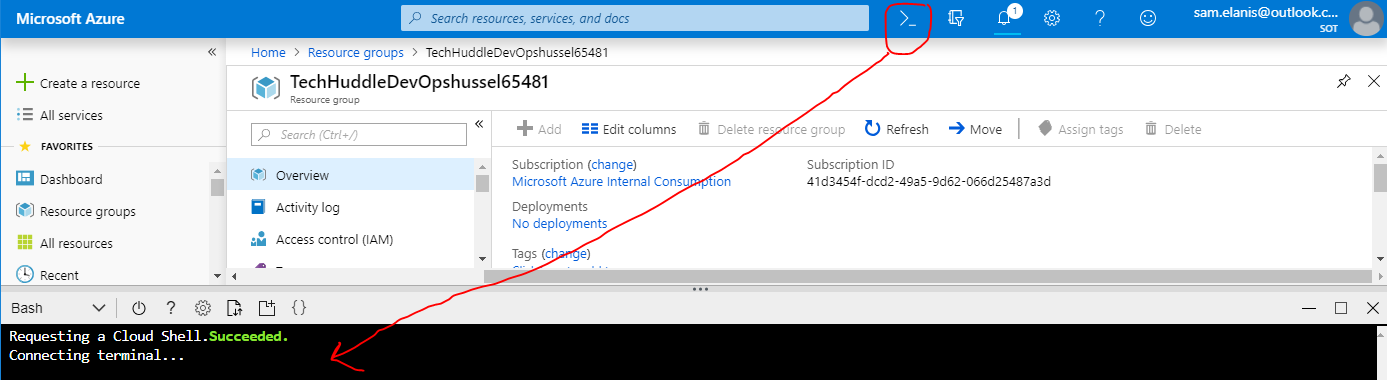 Microsoft Azure
Search resources, services, and docs
1
sam.elanis@outlook.c...
SOT
Home > Resource groups > TechHuddleDevOpshussel65481
TechHuddleDevOpshussel65481
Resource group
Create a resource
All services
FAVORITES
Dashboard
Resource groups
All resources
Recent
Search (Ctrl+/)
Overview
Activity log
Access control (IAM)
Add
Edit columns
Delete resource group
Refresh
Move
Assign tags
Delete
Subscription (change)
Microsoft Azure Internal Consumption
Subscription ID
41d3454f-dcd2-49a5-9d62-066d25487a3d
Deployments
No deployments
Tags (change)
Bash
Requesting a Cloud Shell.Succeeded.
Connecting terminal...